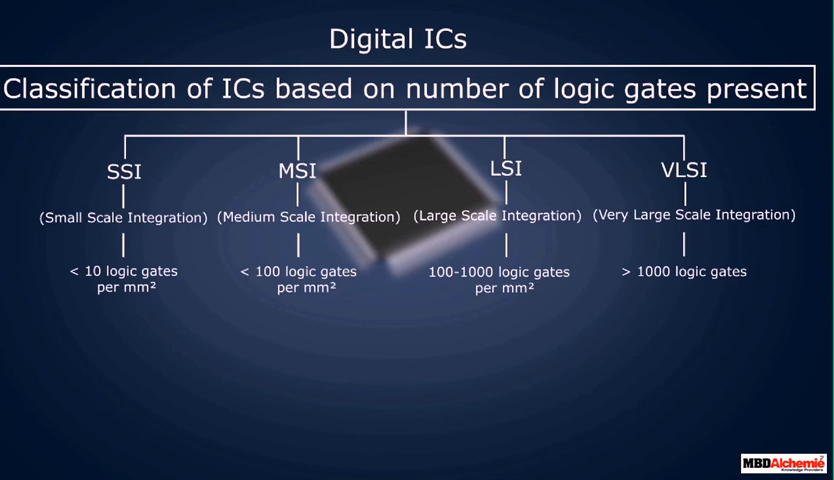 Digital ICs
Classification of ICs based on number of logic gates present
SSI
MSI
LSI
VLSI
(Small Scale Integration)
(Medium Scale Integration)
(Large Scale Integration)
(Very Large Scale Integration)
< 10 logic gates
per mm²
< 100 logic gates
per mm²
100-1000 logic gates
per mm²
> 1000 logic gates
MBDAlchemie
Knowledge Providers